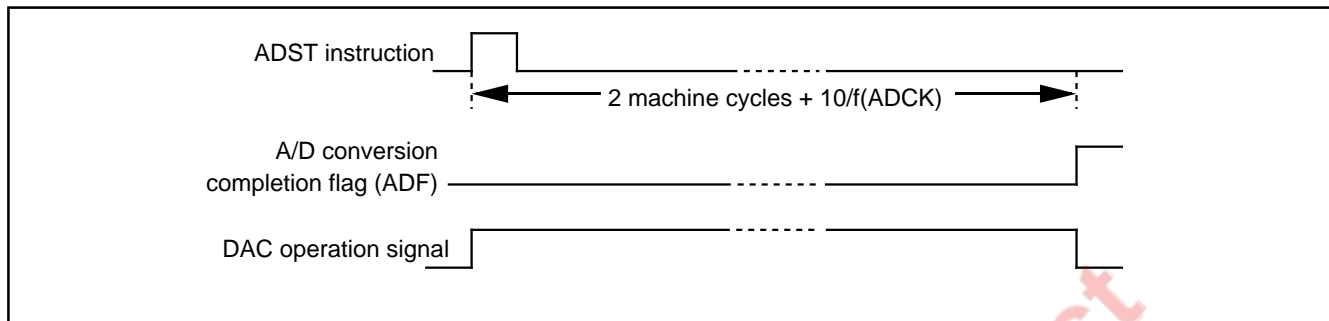 ADST instruction
2 machine cycles + 10/f(ADCK)
A/D conversion
completion flag (ADF)
DAC operation signal